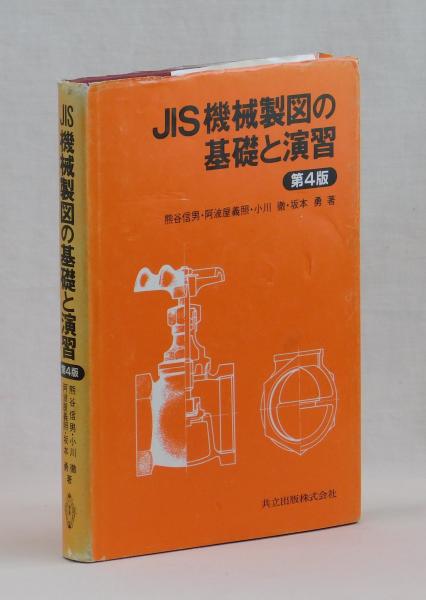 JIS 機械製図の
基礎と演習
第4版
熊谷信男・阿波屋義照・小川 徹・坂本 勇 著
共立出版株式会社
JIS 機械製図の基礎と演習
第4版
熊谷信男・小川 徹
阿波屋義照・坂本 勇 著